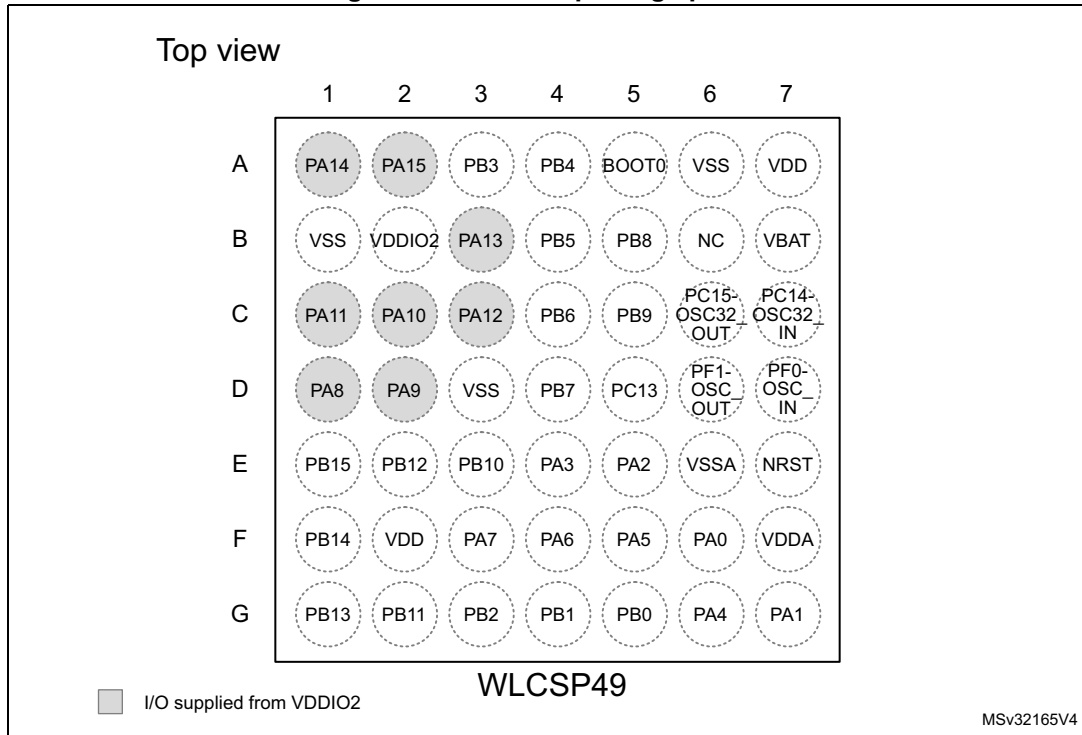 Top view
1 2 3 4 5 6 7
A PA14 PA15 PB3 PB4 BOOT0 VSS VDD
B VSS VDDIO2 PA13 PB5 PB8 NC VBAT
C PA11 PA10 PA12 PB6 PB9 PC15-OSC32_OUT PC14-OSC32_IN
D PA8 PA9 VSS PB7 PC13 PF1-OSC_OUT PF0-OSC_IN
E PB15 PB12 PB10 PA3 PA2 VSSA NRST
F PB14 VDD PA7 PA6 PA5 PA0 VDDA
G PB13 PB11 PB2 PB1 PB0 PA4 PA1
WLCSP49
I/O supplied from VDDIO2
MSv32165V4